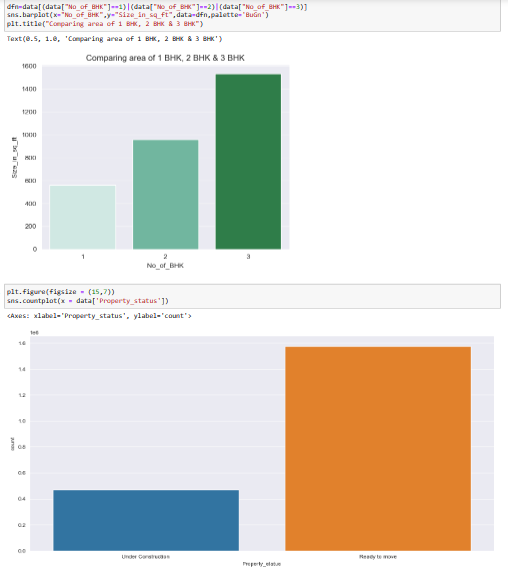 dfn=data[(data["No_of_BHK"]==1)|(data["No_of_BHK"]==2)|(data["No_of_BHK"]==3)]
sns.barplot(x="No_of_BHK",y="Size_in_sq_ft",data=dfn,palette='BuGn')
plt.title("Comparing area of 1 BHK, 2 BHK & 3 BHK")
Text(0.5, 1.0, 'Comparing area of 1 BHK, 2 BHK & 3 BHK')
Comparing area of 1 BHK, 2 BHK & 3 BHK
1600
1400
1200
1000
800
600
400
200
0
Size_in_sq_ft
1 2 3
No_of_BHK
plt.figure(figsize = (15,7))
sns.countplot(x = data['Property_status'])
<Axes: xlabel='Property_status', ylabel='count'>
1.6
1.4
1.2
1.0
0.8
0.6
0.4
0.2
0.0
count
Under Construction Ready to move
Property_status